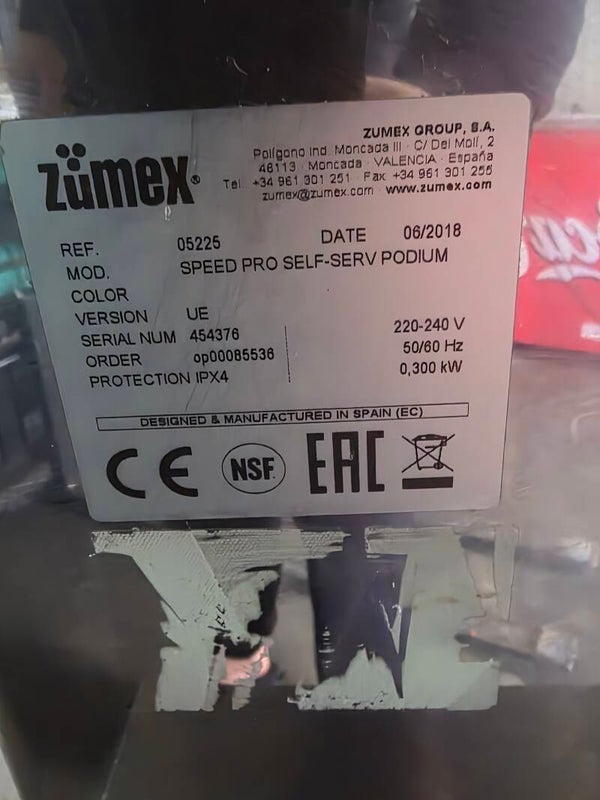 zümex®
ZUMEX GROUP, S.A.
Polígono Ind. Moncada III · C/ Del Molí, 2
46113 · Moncada · VALENCIA · España
Tel. +34 961 301 251 · Fax +34 961 301 255
zumex@zumex.com · www.zumex.com
REF. 05225 DATE 06/2018
MOD. SPEED PRO SELF-SERV PODIUM
COLOR
VERSION UE
SERIAL NUM 454376 220-240 V
ORDER op00085536 50/60 Hz
PROTECTION IPX4 0,300 kW
DESIGNED & MANUFACTURED IN SPAIN (EC)
CE NSF EAC